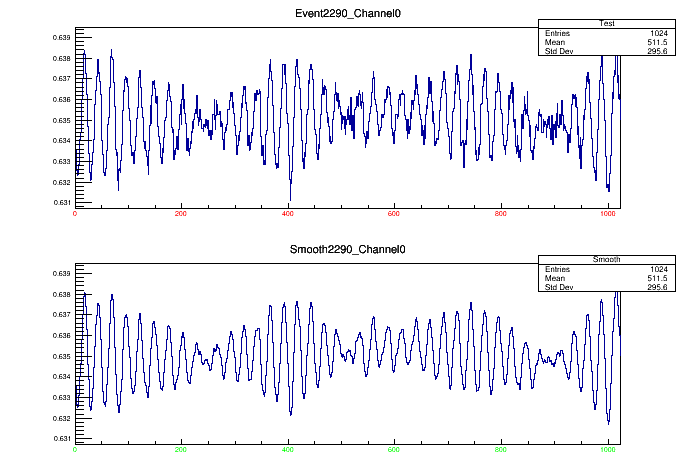 Event2290_Channel0
Test
Entries 1024
Mean 511.5
Std Dev 295.6
0.639
0.638
0.637
0.636
0.635
0.634
0.633
0.632
0.631
0 200 400 600 800 1000
Smooth2290_Channel0
Smooth
Entries 1024
Mean 511.5
Std Dev 295.6
0.639
0.638
0.637
0.636
0.635
0.634
0.633
0.632
0.631
0 200 400 600 800 1000